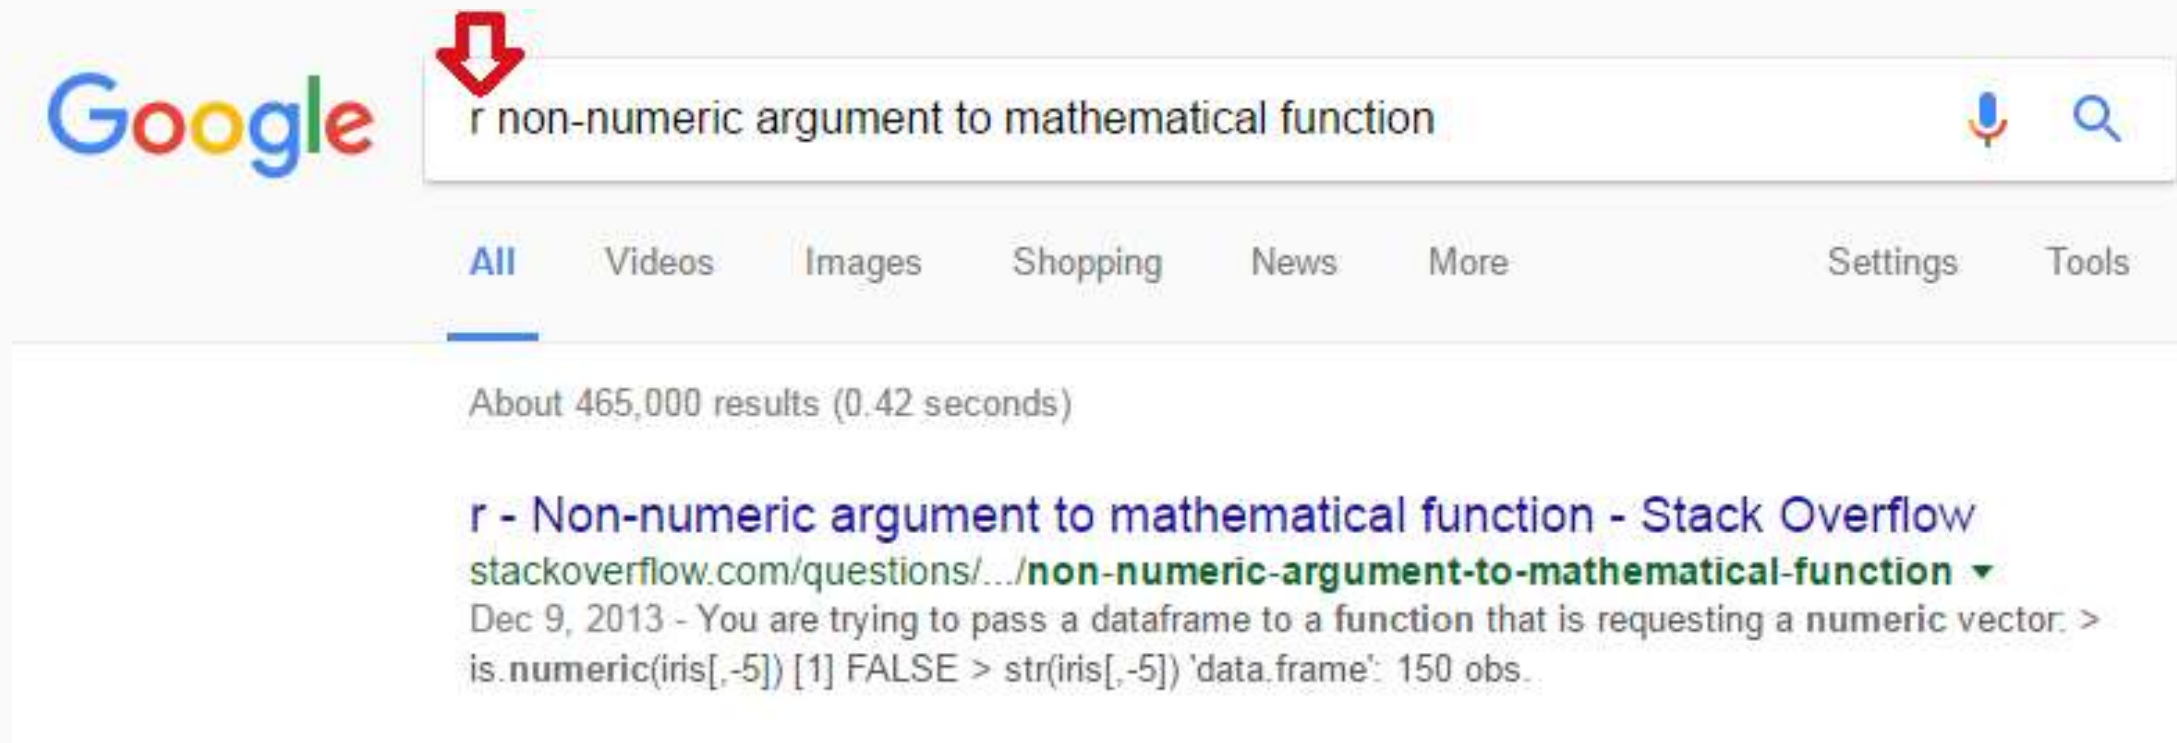 Google
r non-numeric argument to mathematical function
All Videos Images Shopping News More Settings Tools
About 465,000 results (0.42 seconds)
r - Non-numeric argument to mathematical function - Stack Overflow
stackoverflow.com/questions/.../non-numeric-argument-to-mathematical-function
Dec 9, 2013 - You are trying to pass a dataframe to a function that is requesting a numeric vector: >
is.numeric(iris[,-5]) [1] FALSE > str(iris[,-5]) 'data.frame': 150 obs.